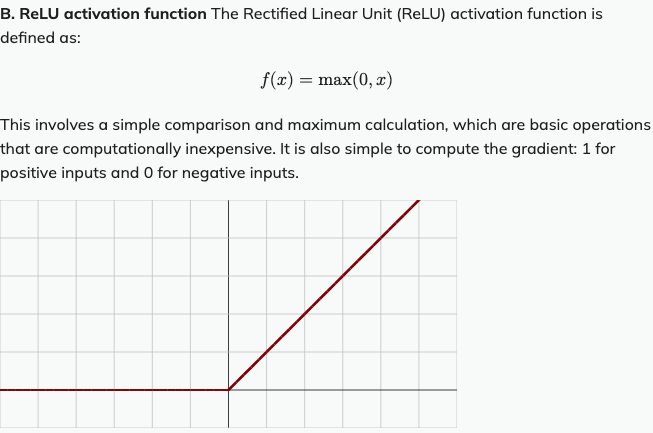 B. ReLU activation function The Rectified Linear Unit (ReLU) activation function is
defined as:
f(x) = max(0, x)
This involves a simple comparison and maximum calculation, which are basic operations
that are computationally inexpensive. It is also simple to compute the gradient: 1 for
positive inputs and 0 for negative inputs.